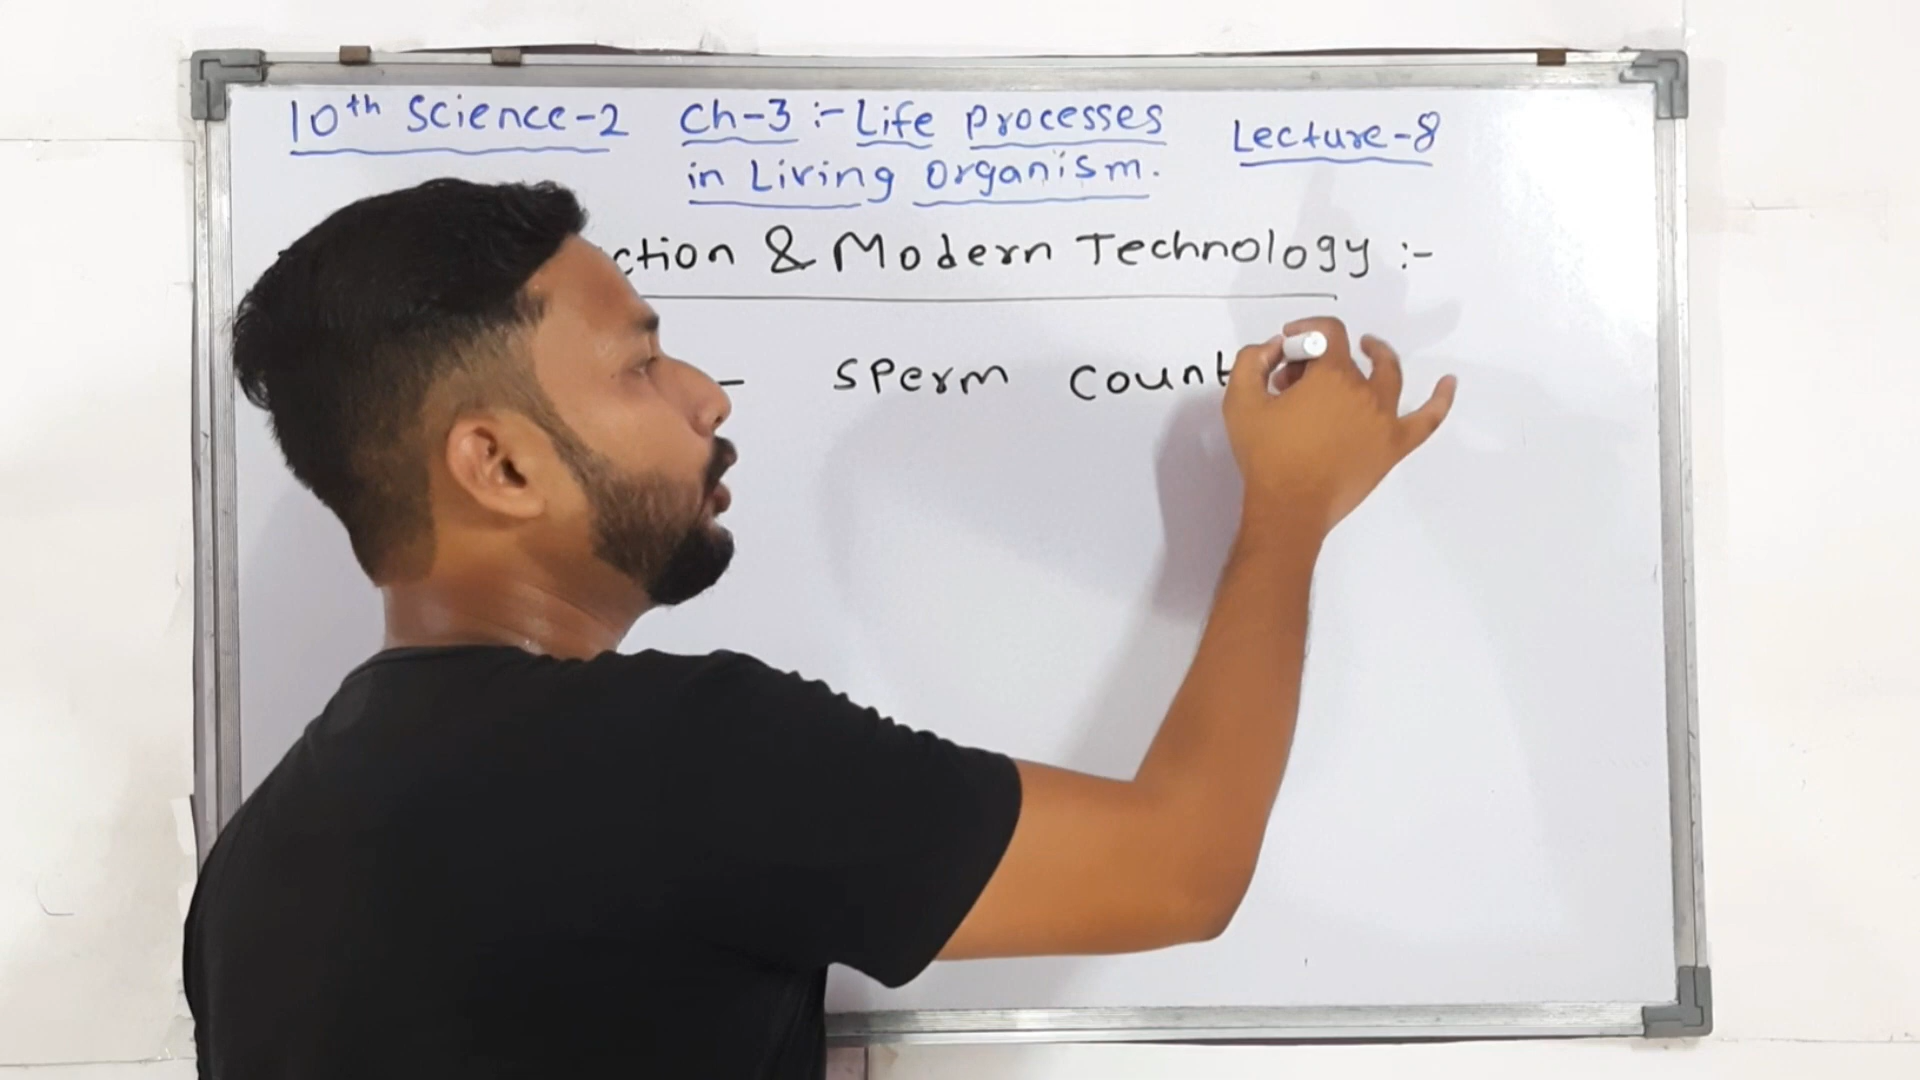 10th Science-2 Ch-3 :- Life Processes Lecture-8
in Living Organism.
ction & Modern Technology :-
- Sperm count